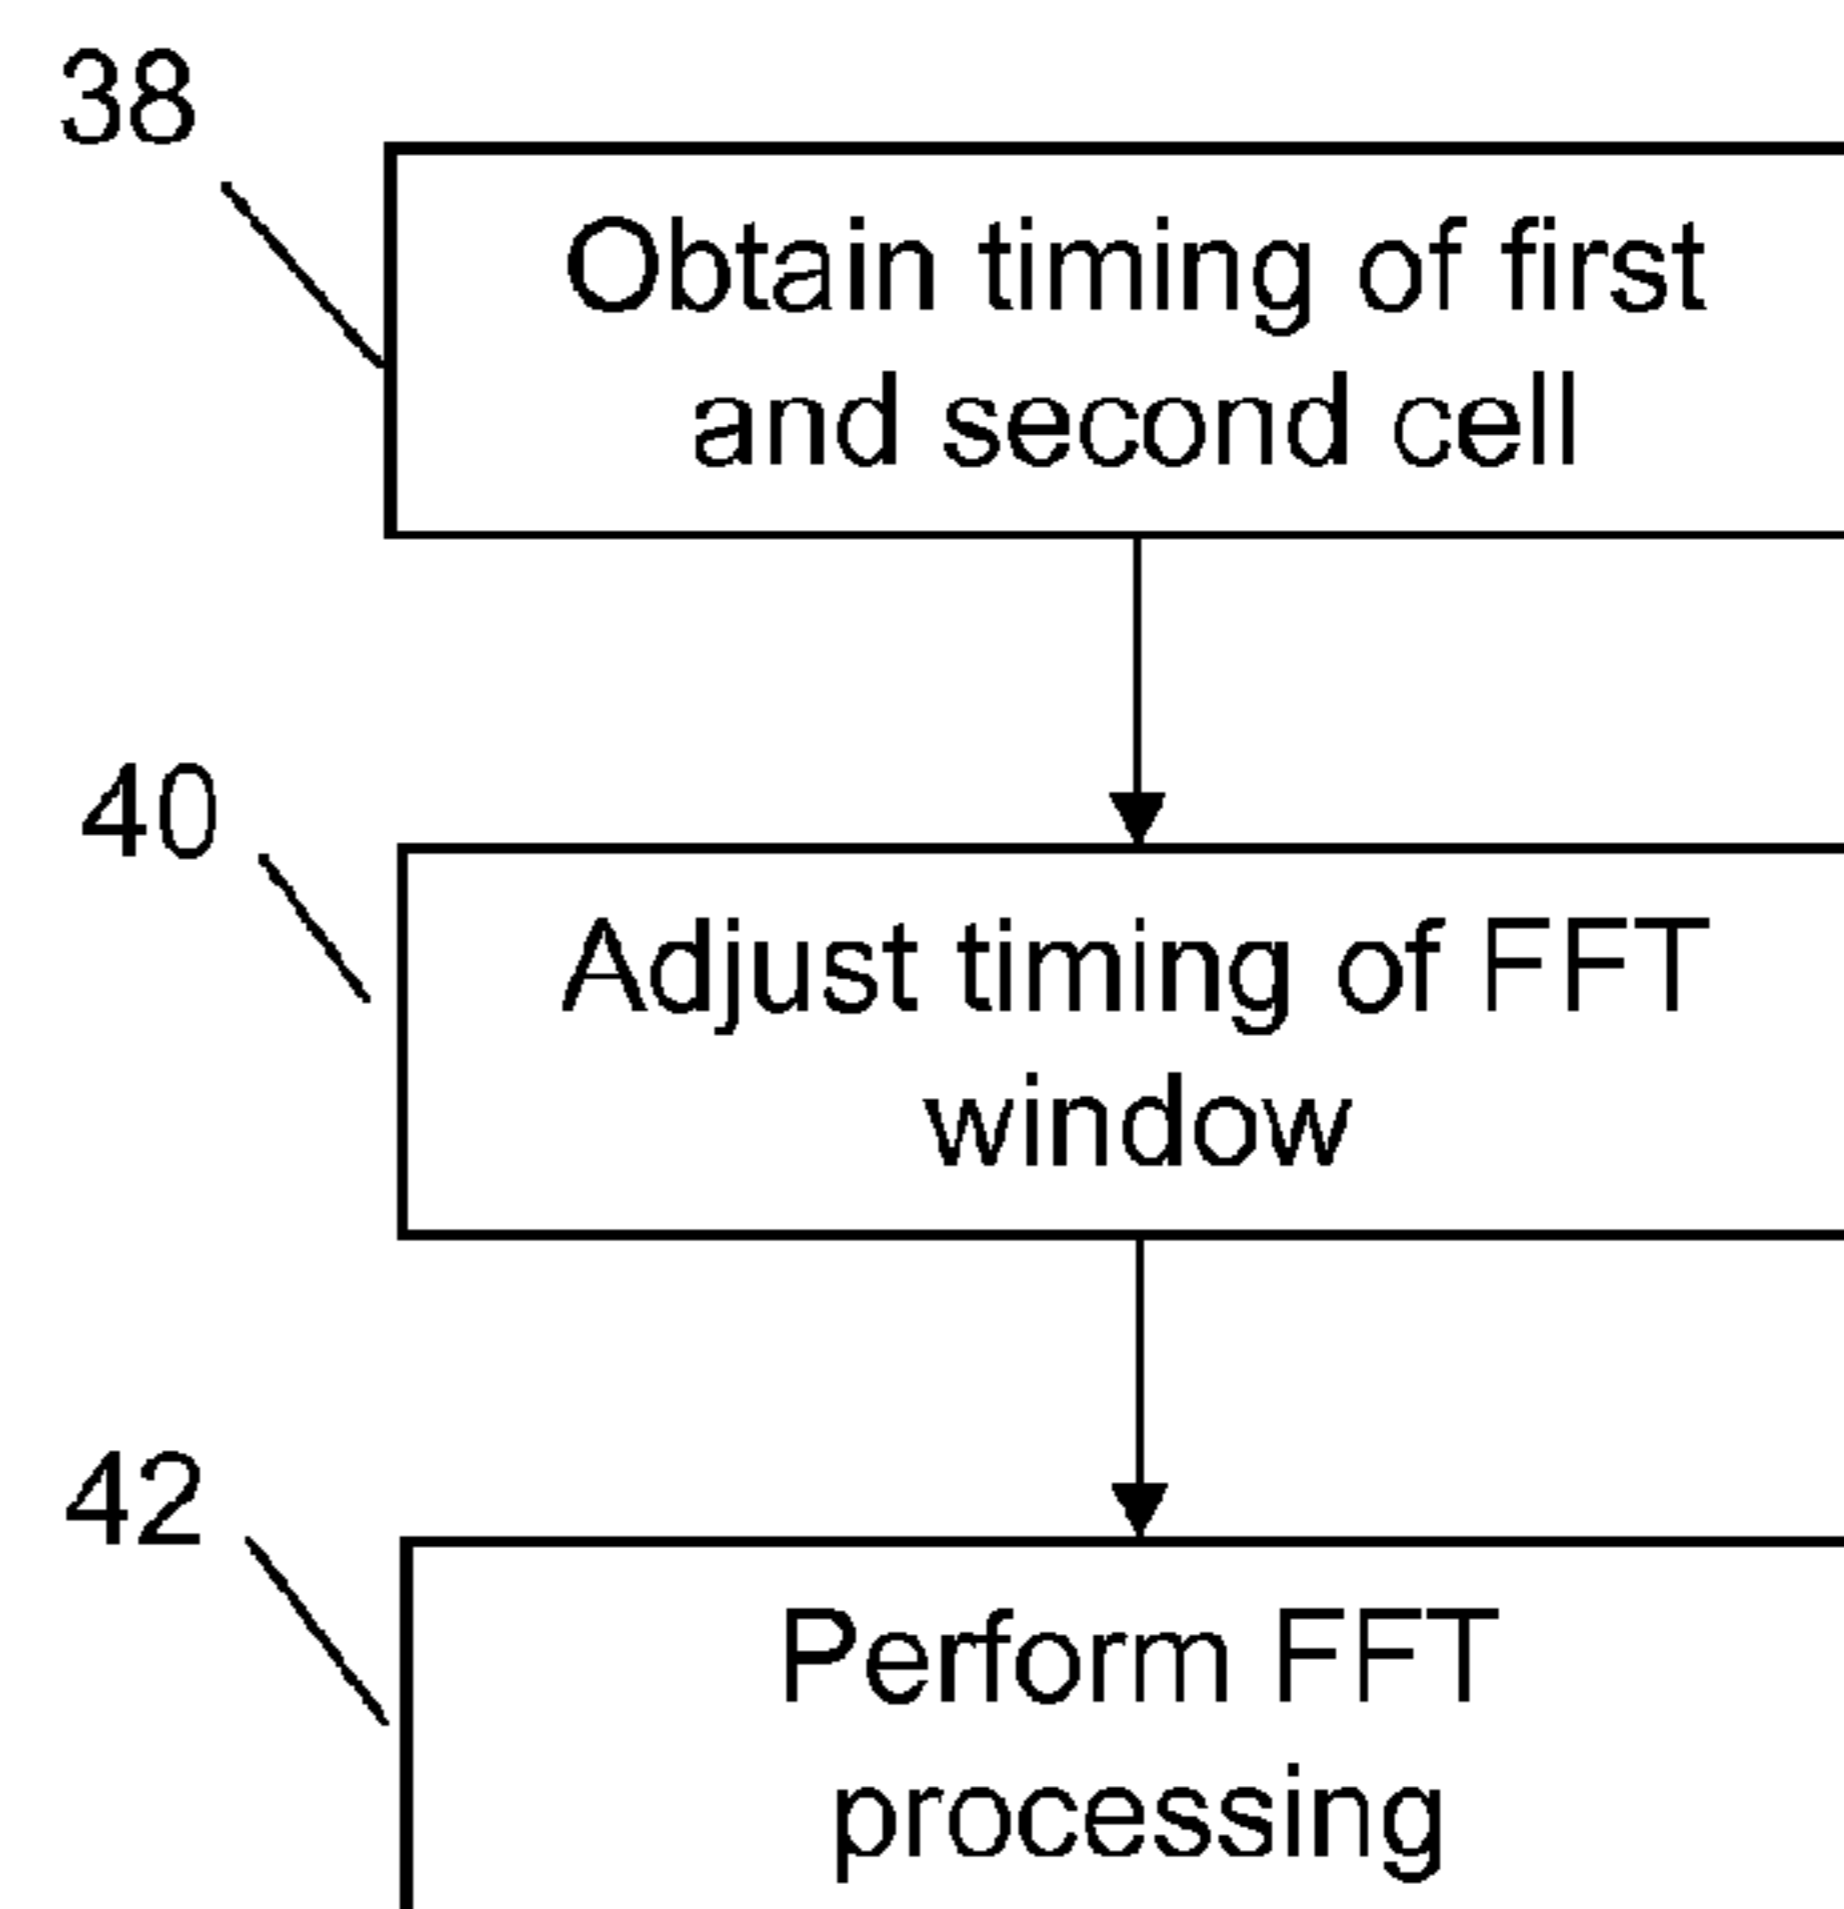 38
Obtain timing of first
and second cell
40
Adjust timing of FFT
window
42
Perform FFT
processing